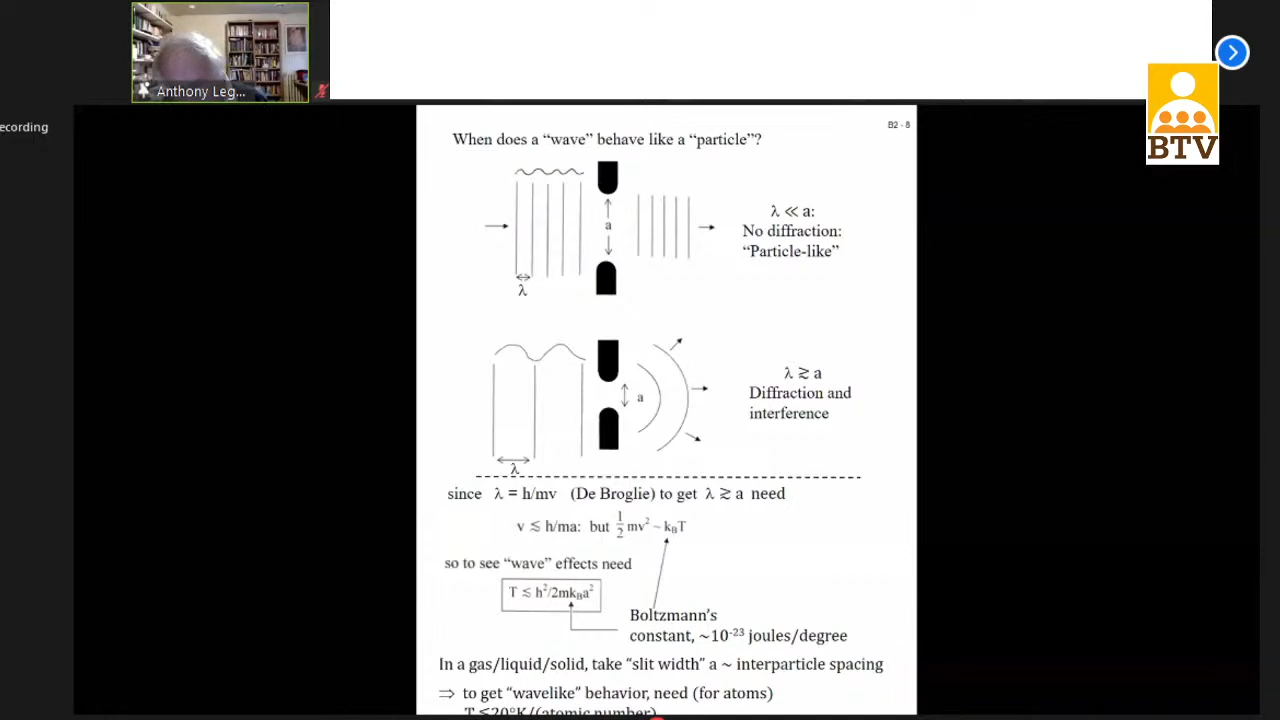 Anthony Leg...
ecording
BTV
B2 - 8
When does a “wave” behave like a “particle”?
λ ≪ a:
No diffraction:
“Particle-like”
a
λ
λ ≳ a
Diffraction and
interference
a
λ
since λ = h/mv (De Broglie) to get λ ≳ a need
v ≲ h/ma: but ½ mv² ~ k_BT
so to see “wave” effects need
T ≲ h²/2mk_Ba²
Boltzmann’s
constant, ~10⁻²³ joules/degree
In a gas/liquid/solid, take “slit width” a ~ interparticle spacing
⇒ to get “wavelike” behavior, need (for atoms)
T ≲20°K/(atomic number)